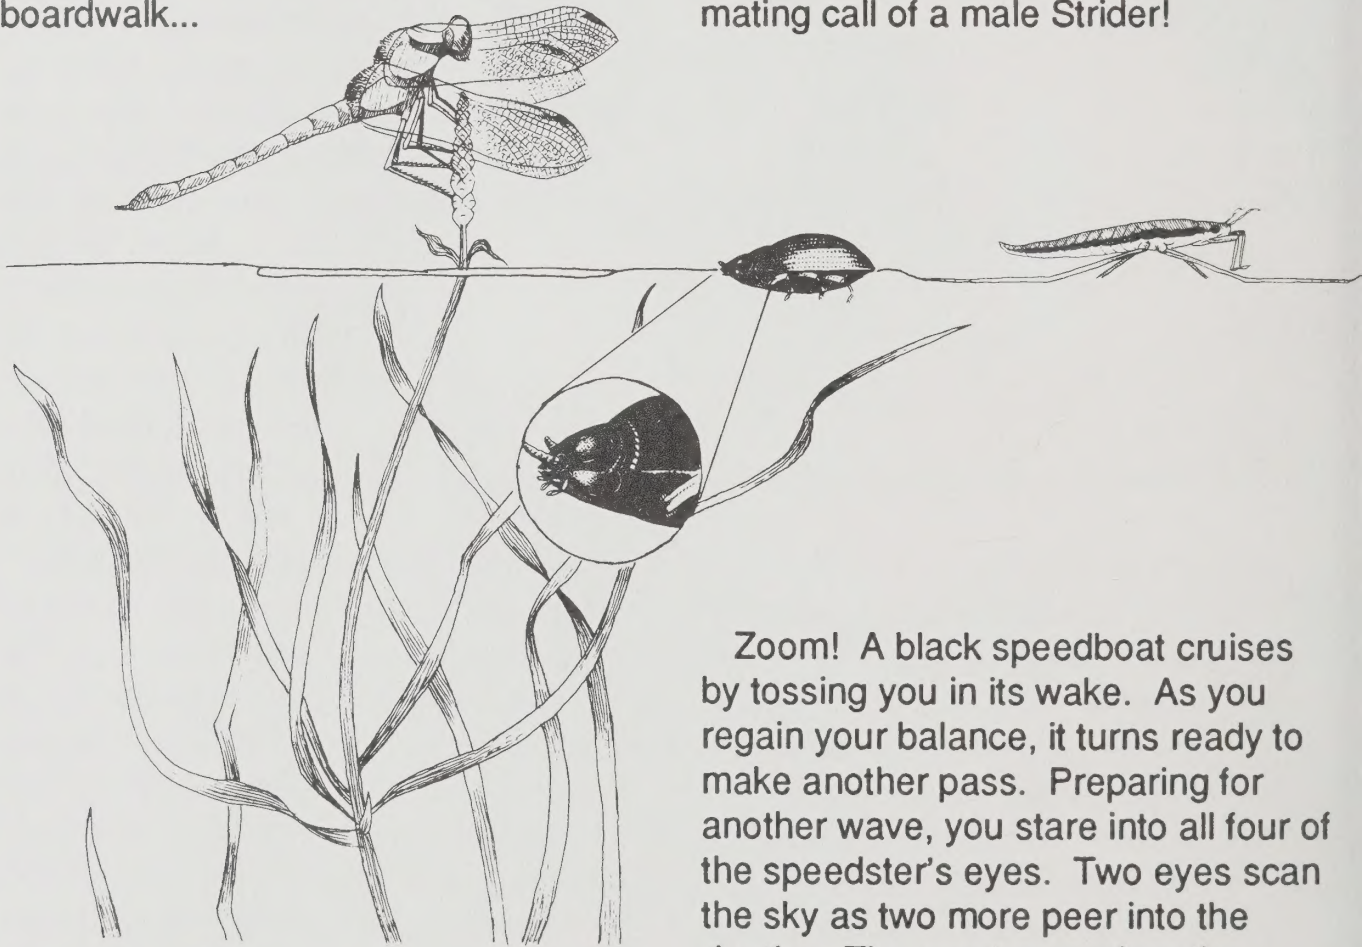 boardwalk...
mating call of a male Strider!
Zoom! A black speedboat cruises
by tossing you in its wake. As you
regain your balance, it turns ready to
make another pass. Preparing for
another wave, you stare into all four of
the speedster's eyes. Two eyes scan
the sky as two more peer into the